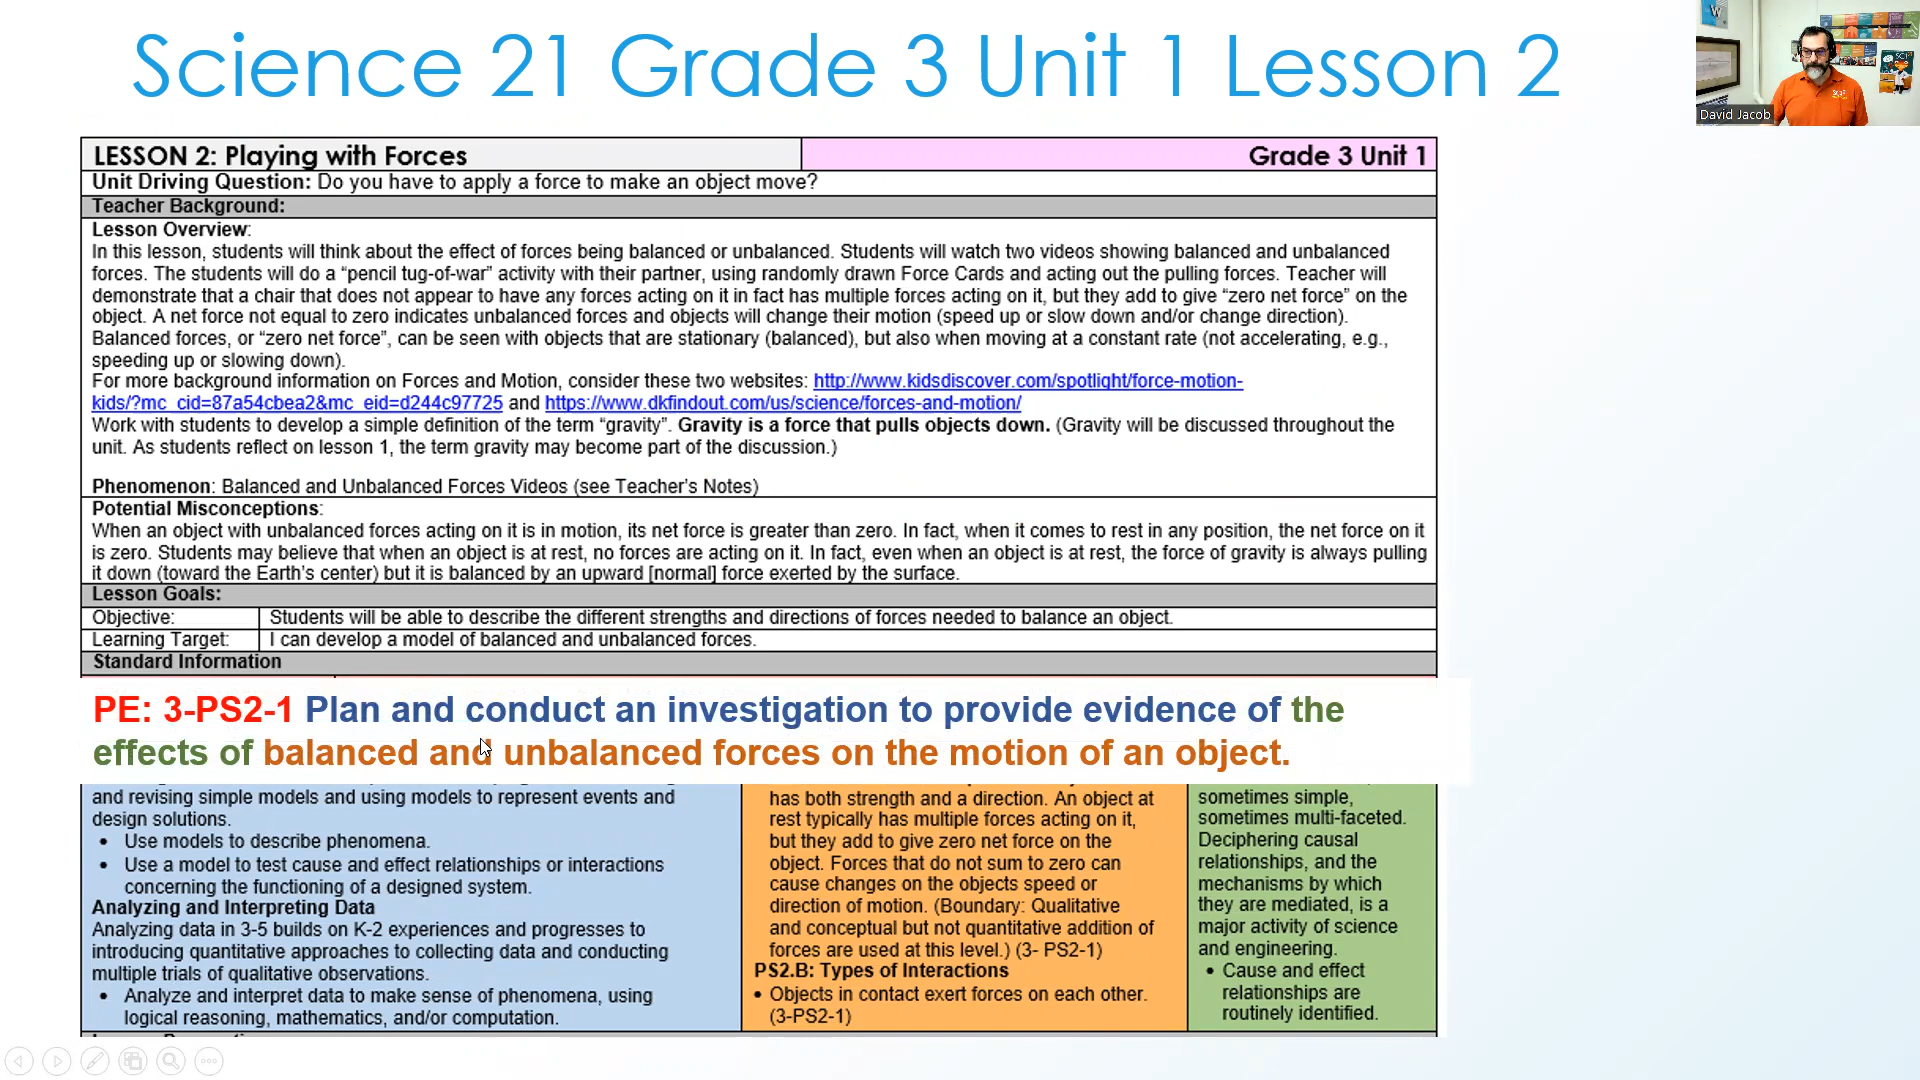 Science 21 Grade 3 Unit 1 Lesson 2
David Jacob
LESSON 2: Playing with Forces
Grade 3 Unit 1
Unit Driving Question: Do you have to apply a force to make an object move?
Teacher Background:
Lesson Overview:
In this lesson, students will think about the effect of forces being balanced or unbalanced. Students will watch two videos showing balanced and unbalanced
forces. The students will do a “pencil tug-of-war” activity with their partner, using randomly drawn Force Cards and acting out the pulling forces. Teacher will
demonstrate that a chair that does not appear to have any forces acting on it in fact has multiple forces acting on it, but they add to give “zero net force” on the
object. A net force not equal to zero indicates unbalanced forces and objects will change their motion (speed up or slow down and/or change direction).
Balanced forces, or “zero net force”, can be seen with objects that are stationary (balanced), but also when moving at a constant rate (not accelerating, e.g.,
speeding up or slowing down).
For more background information on Forces and Motion, consider these two websites: http://www.kidsdiscover.com/spotlight/force-motion-
kids/?mc_cid=87a54cbea2&mc_eid=d244c97725 and https://www.dkfindout.com/us/science/forces-and-motion/
Work with students to develop a simple definition of the term “gravity”. Gravity is a force that pulls objects down. (Gravity will be discussed throughout the
unit. As students reflect on lesson 1, the term gravity may become part of the discussion.)
Phenomenon: Balanced and Unbalanced Forces Videos (see Teacher’s Notes)
Potential Misconceptions:
When an object with unbalanced forces acting on it is in motion, its net force is greater than zero. In fact, when it comes to rest in any position, the net force on it
is zero. Students may believe that when an object is at rest, no forces are acting on it. In fact, even when an object is at rest, the force of gravity is always pulling
it down (toward the Earth’s center) but it is balanced by an upward [normal] force exerted by the surface.
Lesson Goals:
Objective: Students will be able to describe the different strengths and directions of forces needed to balance an object.
Learning Target: I can develop a model of balanced and unbalanced forces.
Standard Information
PE: 3-PS2-1 Plan and conduct an investigation to provide evidence of the
effects of balanced and unbalanced forces on the motion of an object.
and revising simple models and using models to represent events and
design solutions.
• Use models to describe phenomena.
• Use a model to test cause and effect relationships or interactions
concerning the functioning of a designed system.
Analyzing and Interpreting Data
Analyzing data in 3-5 builds on K-2 experiences and progresses to
introducing quantitative approaches to collecting data and conducting
multiple trials of qualitative observations.
• Analyze and interpret data to make sense of phenomena, using
logical reasoning, mathematics, and/or computation.
has both strength and a direction. An object at
rest typically has multiple forces acting on it,
but they add to give zero net force on the
object. Forces that do not sum to zero can
cause changes on the objects speed or
direction of motion. (Boundary: Qualitative
and conceptual but not quantitative addition of
forces are used at this level.) (3- PS2-1)
PS2.B: Types of Interactions
• Objects in contact exert forces on each other.
(3-PS2-1)
sometimes simple,
sometimes multi-faceted.
Deciphering causal
relationships, and the
mechanisms by which
they are mediated, is a
major activity of science
and engineering.
• Cause and effect
relationships are
routinely identified.